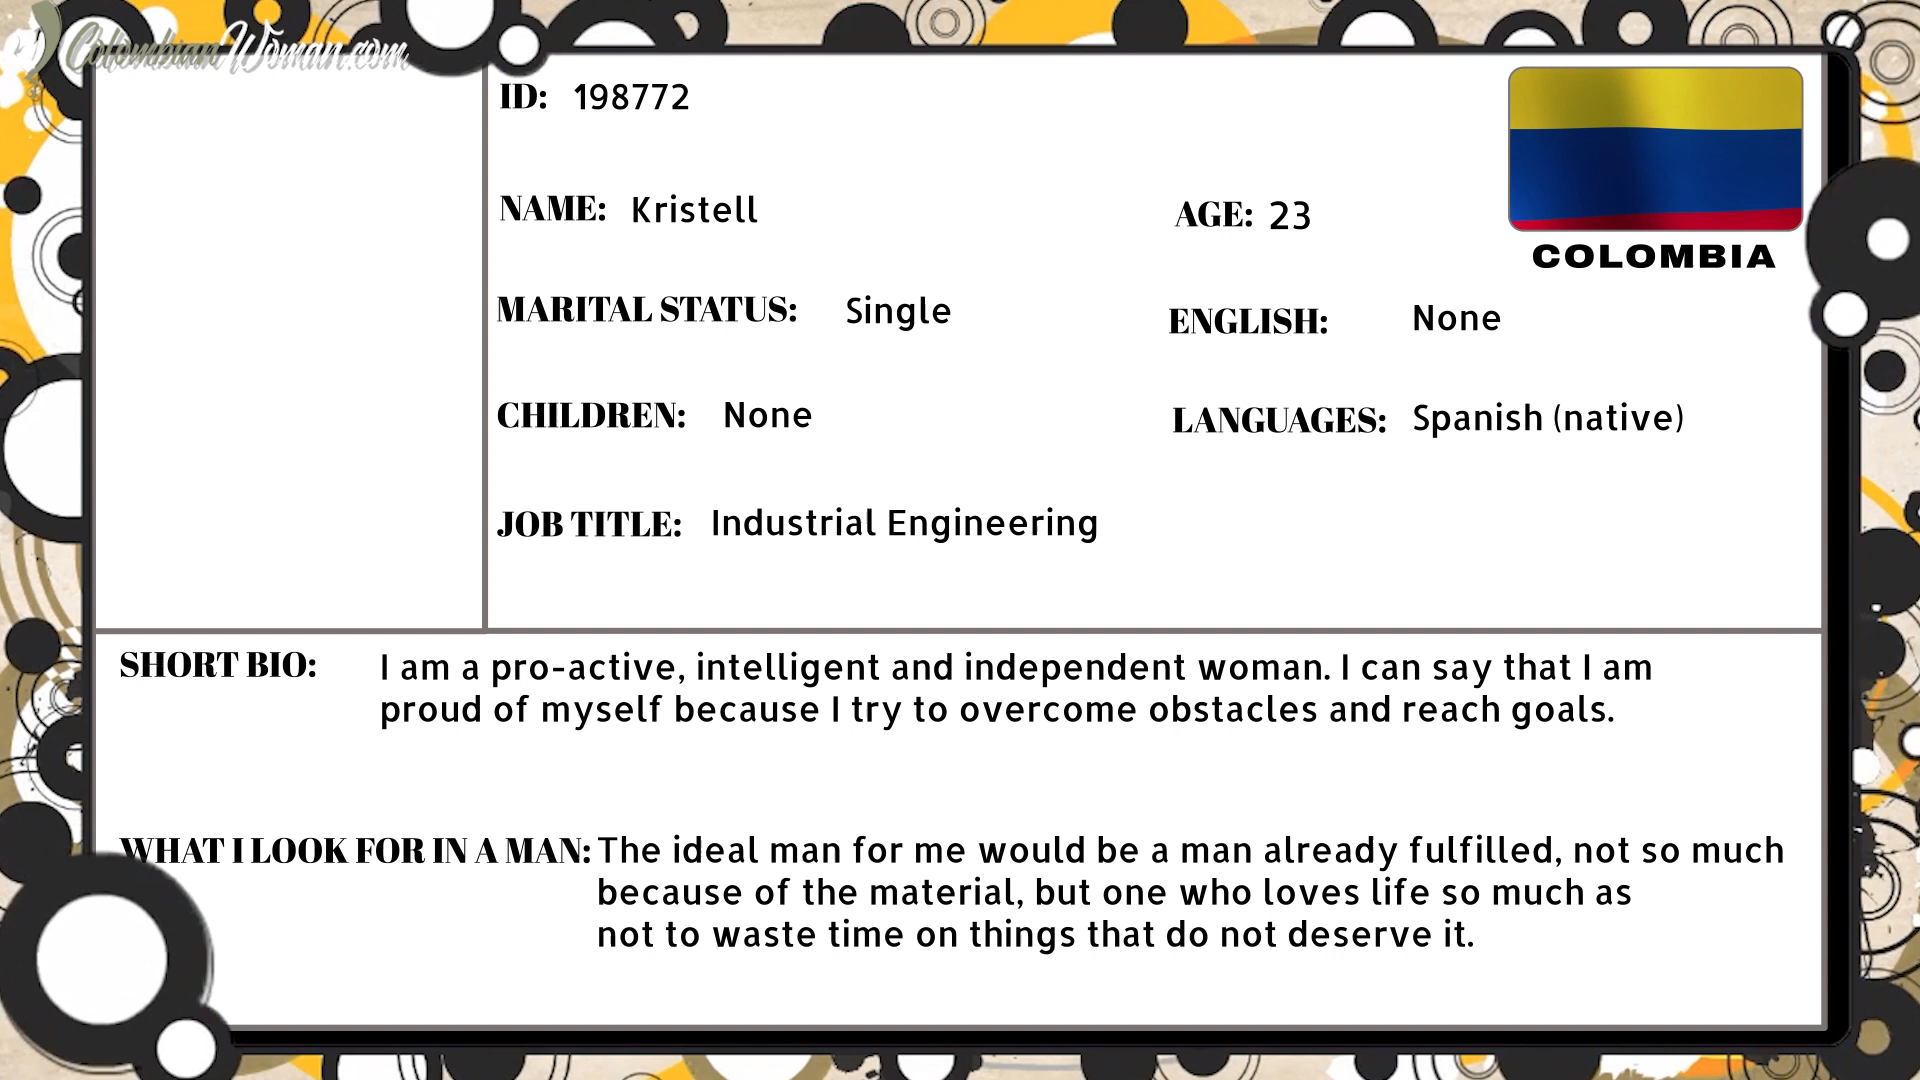 ColombianWoman.com
ID: 198772
NAME: Kristell
AGE: 23
COLOMBIA
MARITAL STATUS: Single
ENGLISH: None
CHILDREN: None
LANGUAGES: Spanish (native)
JOB TITLE: Industrial Engineering
SHORT BIO: I am a pro-active, intelligent and independent woman. I can say that I am
proud of myself because I try to overcome obstacles and reach goals.
WHAT I LOOK FOR IN A MAN: The ideal man for me would be a man already fulfilled, not so much
because of the material, but one who loves life so much as
not to waste time on things that do not deserve it.